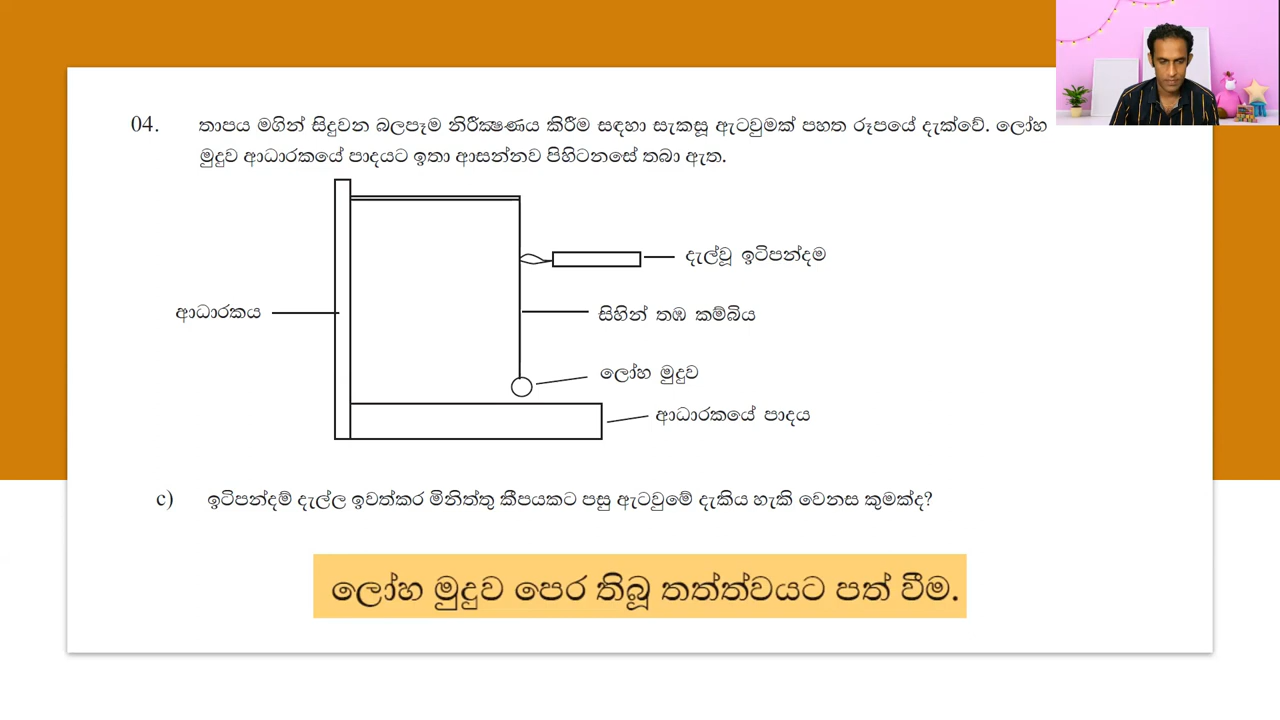 04. තාපය මගින් සිදුවන බලපෑම නිරීක්‍ෂණය කිරීම සඳහා සැකසූ ඇටවුමක් පහත රූපයේ දැක්වේ. ලෝහ
මුදුව ආධාරකයේ පාදයට ඉතා ආසන්නව පිහිටනසේ තබා ඇත.
දැල්වූ ඉටිපන්දම
ආධාරකය
සිහින් තඹ කම්බිය
ලෝහ මුදුව
ආධාරකයේ පාදය
c) ඉටිපන්දම් දැල්ල ඉවත්කර මිනිත්තු කීපයකට පසු ඇටවුමේ දැකිය හැකි වෙනස කුමක්ද?
ලෝහ මුදුව පෙර තිබූ තත්ත්වයට පත් වීම.